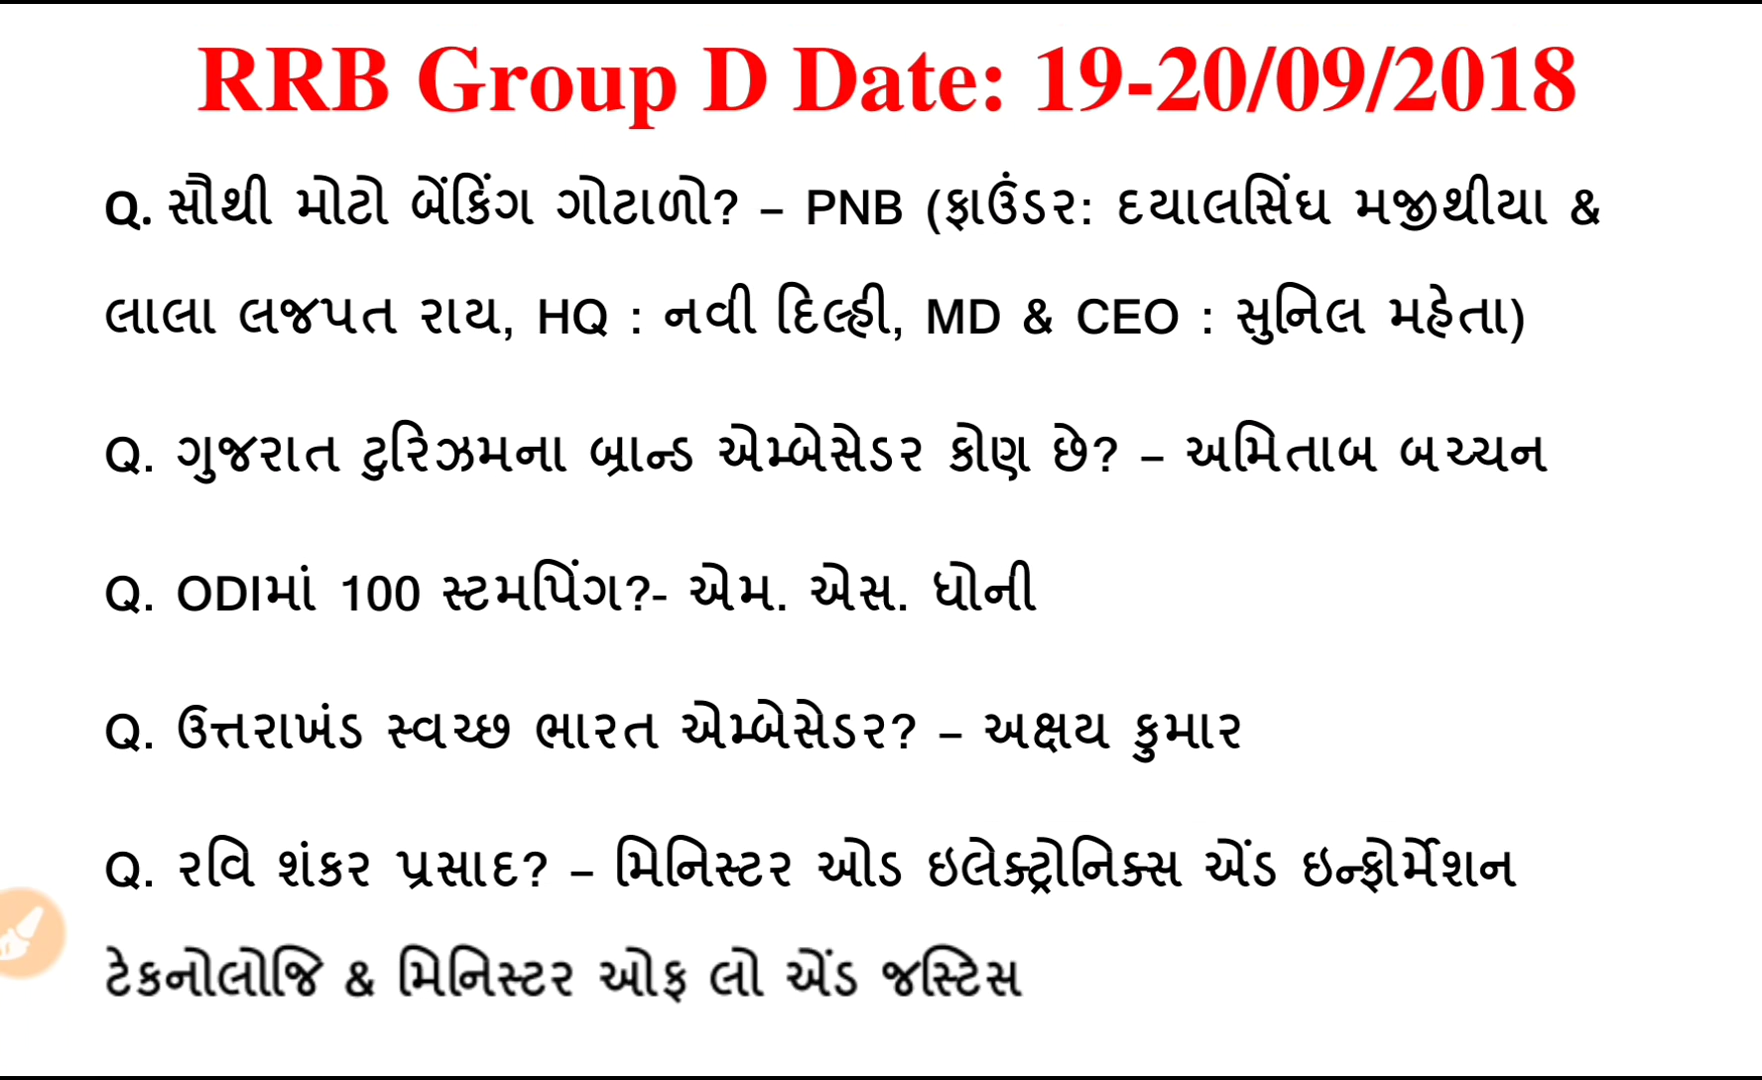 RRB Group D Date: 19-20/09/2018
Q. સૌથી મોટો બેંકિંગ ગોટાળો? – PNB (ફાઉંડર: દયાલસિંઘ મજીથીયા &
લાલા લજપત રાય, HQ : નવી દિલ્હી, MD & CEO : સુનિલ મહેતા)
Q. ગુજરાત ટુરિઝમના બ્રાન્ડ એમ્બેસેડર કોણ છે? – અમિતાબ બચ્ચન
Q. ODIમાં 100 સ્ટમપિંગ?- એમ. એસ. ધોની
Q. ઉત્તરાખંડ સ્વચ્છ ભારત એમ્બેસેડર? – અક્ષય કુમાર
Q. રવિ શંકર પ્રસાદ? – મિનિસ્ટર ઓડ ઇલેક્ટ્રોનિક્સ એંડ ઇન્ફોર્મેશન
ટેકનોલોજિ & મિનિસ્ટર ઓફ લો એંડ જસ્ટિસ